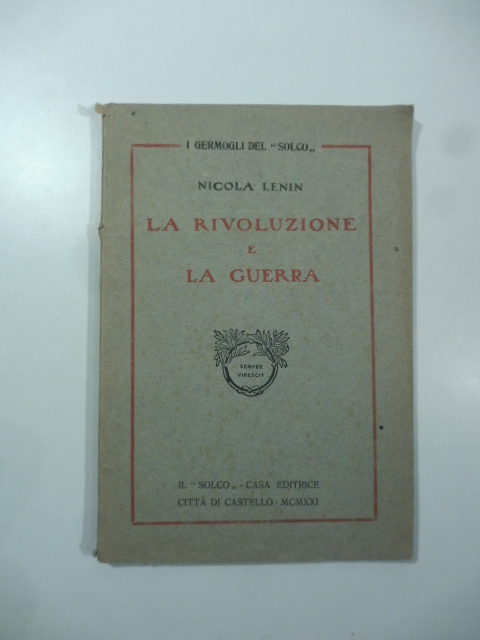 I GERMOGLI DEL "SOLCO„
NICOLA LENIN
LA RIVOLUZIONE
E
LA GUERRA
SEMPER
VIRESCIT
IL "SOLCO„ - CASA EDITRICE
CITTÀ DI CASTELLO - MCMXXI